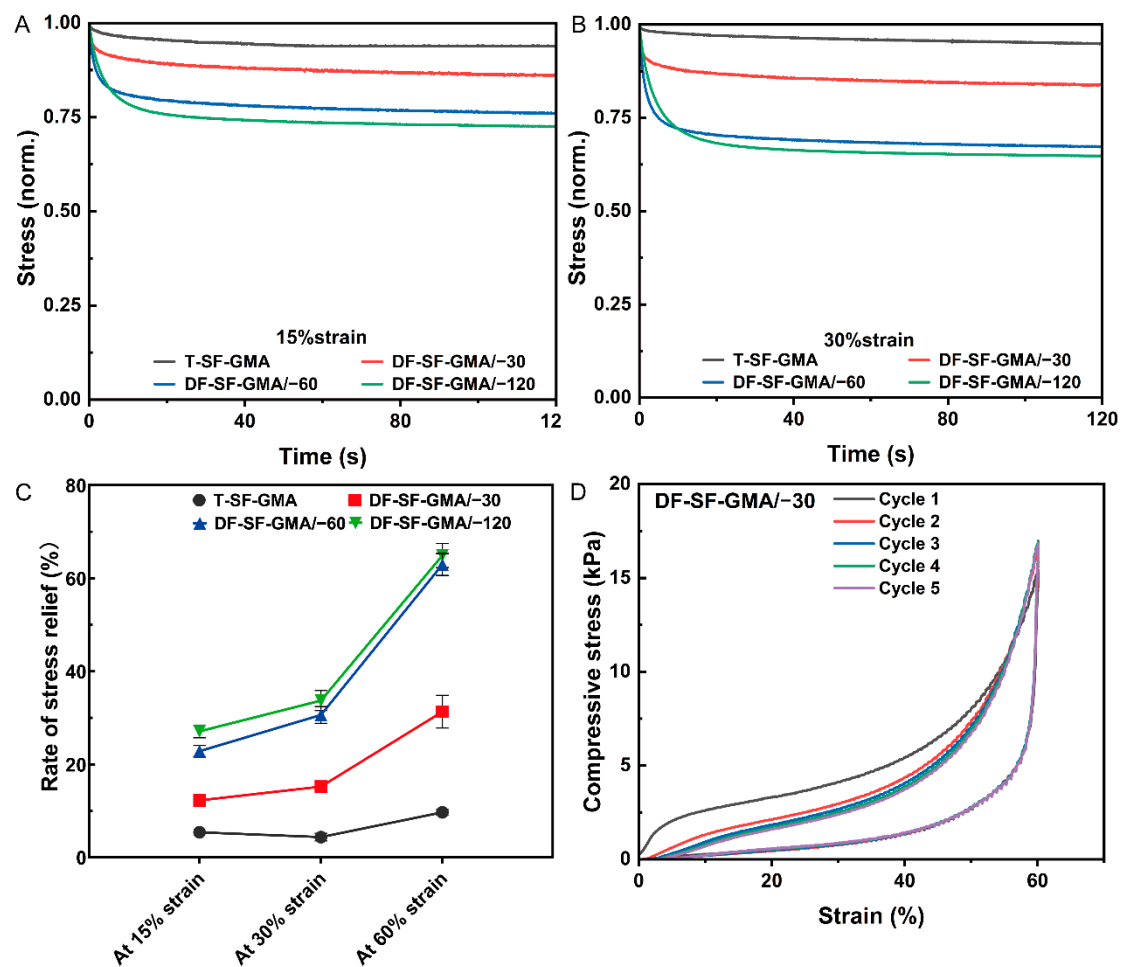 A
1.00
0.75
0.50
0.25
0.00
Stress (norm.)
15%strain
T-SF-GMA
DF-SF-GMA/−30
DF-SF-GMA/−60
DF-SF-GMA/−120
0
40
80
12
Time (s)
B
1.00
0.75
0.50
0.25
0.00
Stress (norm.)
30%strain
T-SF-GMA
DF-SF-GMA/−30
DF-SF-GMA/−60
DF-SF-GMA/−120
0
40
80
120
Time (s)
C
80
60
40
20
0
Rate of stress relief (%)
T-SF-GMA
DF-SF-GMA/−30
DF-SF-GMA/−60
DF-SF-GMA/−120
At 15% strain
At 30% strain
At 60% strain
D
20
15
10
5
0
Compressive stress (kPa)
DF-SF-GMA/−30
Cycle 1
Cycle 2
Cycle 3
Cycle 4
Cycle 5
0
20
40
60
Strain (%)